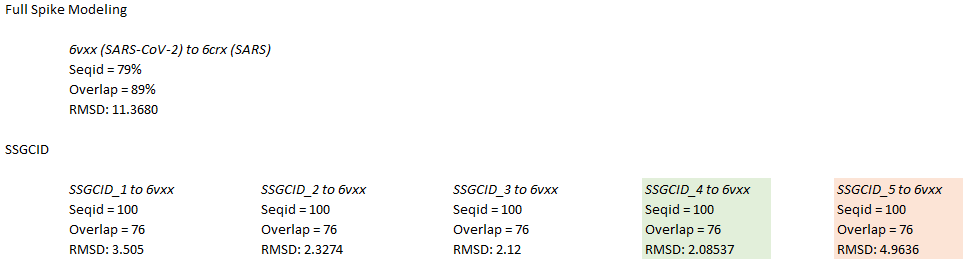 Full Spike Modeling
6vxx (SARS-CoV-2) to 6crx (SARS)
Seqid = 79%
Overlap = 89%
RMSD: 11.3680
SSGCID
SSGCID_1 to 6vxx
Seqid = 100
Overlap = 76
RMSD: 3.505
SSGCID_2 to 6vxx
Seqid = 100
Overlap = 76
RMSD: 2.3274
SSGCID_3 to 6vxx
Seqid = 100
Overlap = 76
RMSD: 2.12
SSGCID_4 to 6vxx
Seqid = 100
Overlap = 76
RMSD: 2.08537
SSGCID_5 to 6vxx
Seqid = 100
Overlap = 76
RMSD: 4.9636